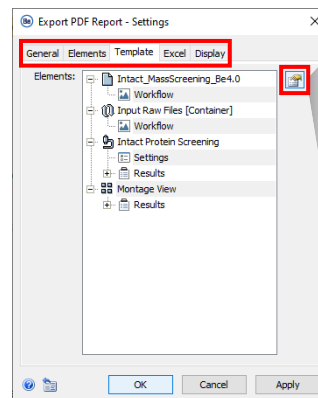 Export PDF Report - Settings
General Elements Template Excel Display
Elements:
Intact_MassScreening_Be4.0
Workflow
Input Raw Files [Container]
Workflow
Intact Protein Screening
Settings
Results
Montage View
Results
OK Cancel Apply